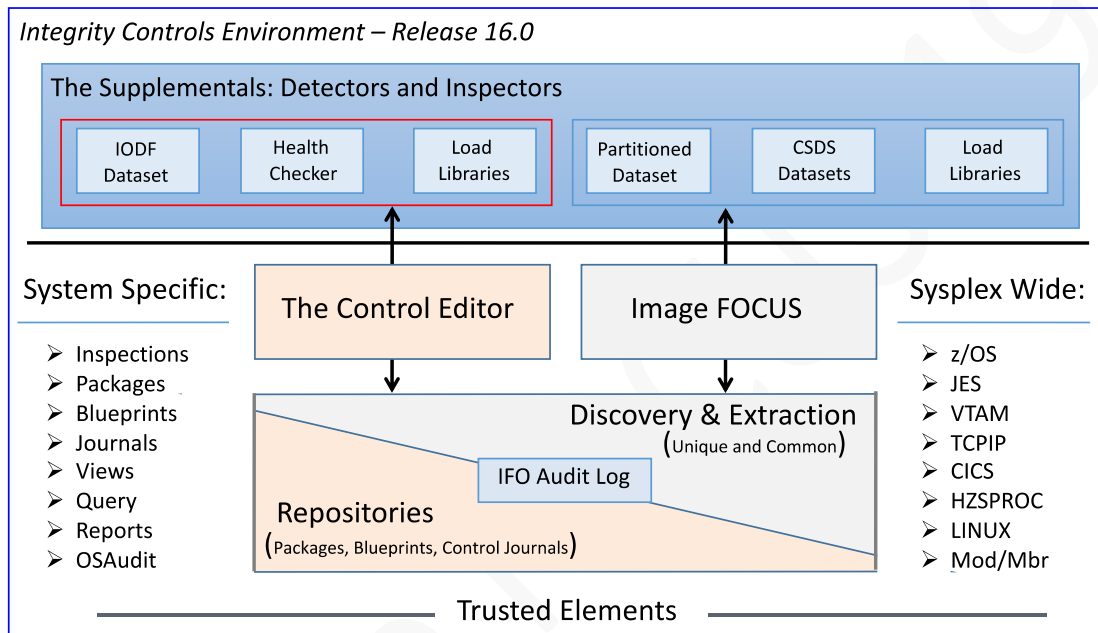 Integrity Controls Environment – Release 16.0
The Supplementals: Detectors and Inspectors
IODF
Dataset
Health
Checker
Load
Libraries
Partitioned
Dataset
CSDS
Datasets
Load
Libraries
System Specific:
Inspections
Packages
Blueprints
Journals
Views
Query
Reports
OSAudit
The Control Editor
Image FOCUS
Discovery & Extraction
(Unique and Common)
IFO Audit Log
Repositories
(Packages, Blueprints, Control Journals)
Sysplex Wide:
z/OS
JES
VTAM
TCPIP
CICS
HZSPROC
LINUX
Mod/Mbr
Trusted Elements